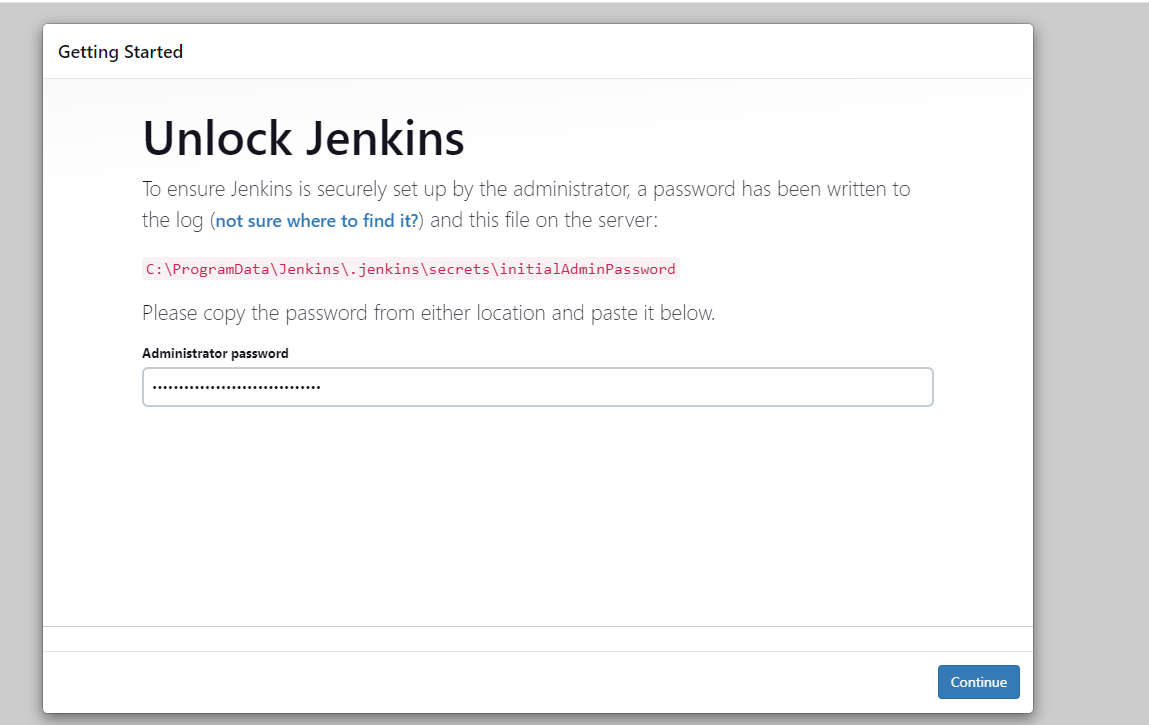 Getting Started
Unlock Jenkins
To ensure Jenkins is securely set up by the administrator, a password has been written to
the log (not sure where to find it?) and this file on the server:
C:\ProgramData\Jenkins\.jenkins\secrets\initialAdminPassword
Please copy the password from either location and paste it below.
Administrator password
••••••••••••••••••••••••••••••••
Continue